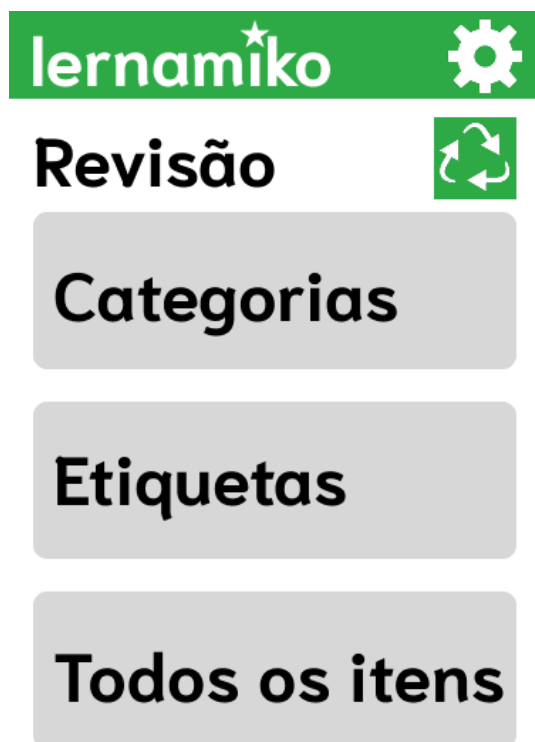 lernamiko
Revisão
Categorias
Etiquetas
Todos os itens